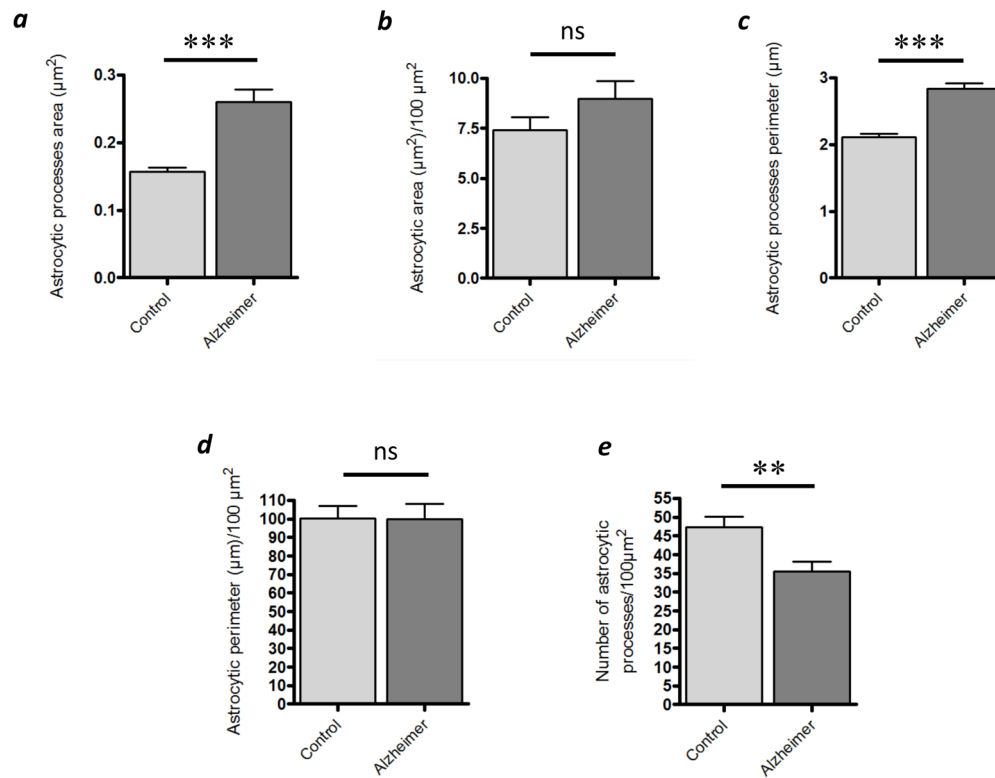 a
***
Astrocytic processes area (µm²)
0.3
0.2
0.1
0.0
Control
Alzheimer
b
ns
Astrocytic area (µm²)/100 µm²
10.0
7.5
5.0
2.5
0.0
Control
Alzheimer
c
***
Astrocytic processes perimeter (µm)
3
2
1
0
Control
Alzheimer
d
ns
Astrocytic perimeter (µm)/100 µm²
110
100
90
80
70
60
50
40
30
20
10
0
Control
Alzheimer
e
**
Number of astrocytic
processes/100µm²
55
50
45
40
35
30
25
20
15
10
5
0
Control
Alzheimer